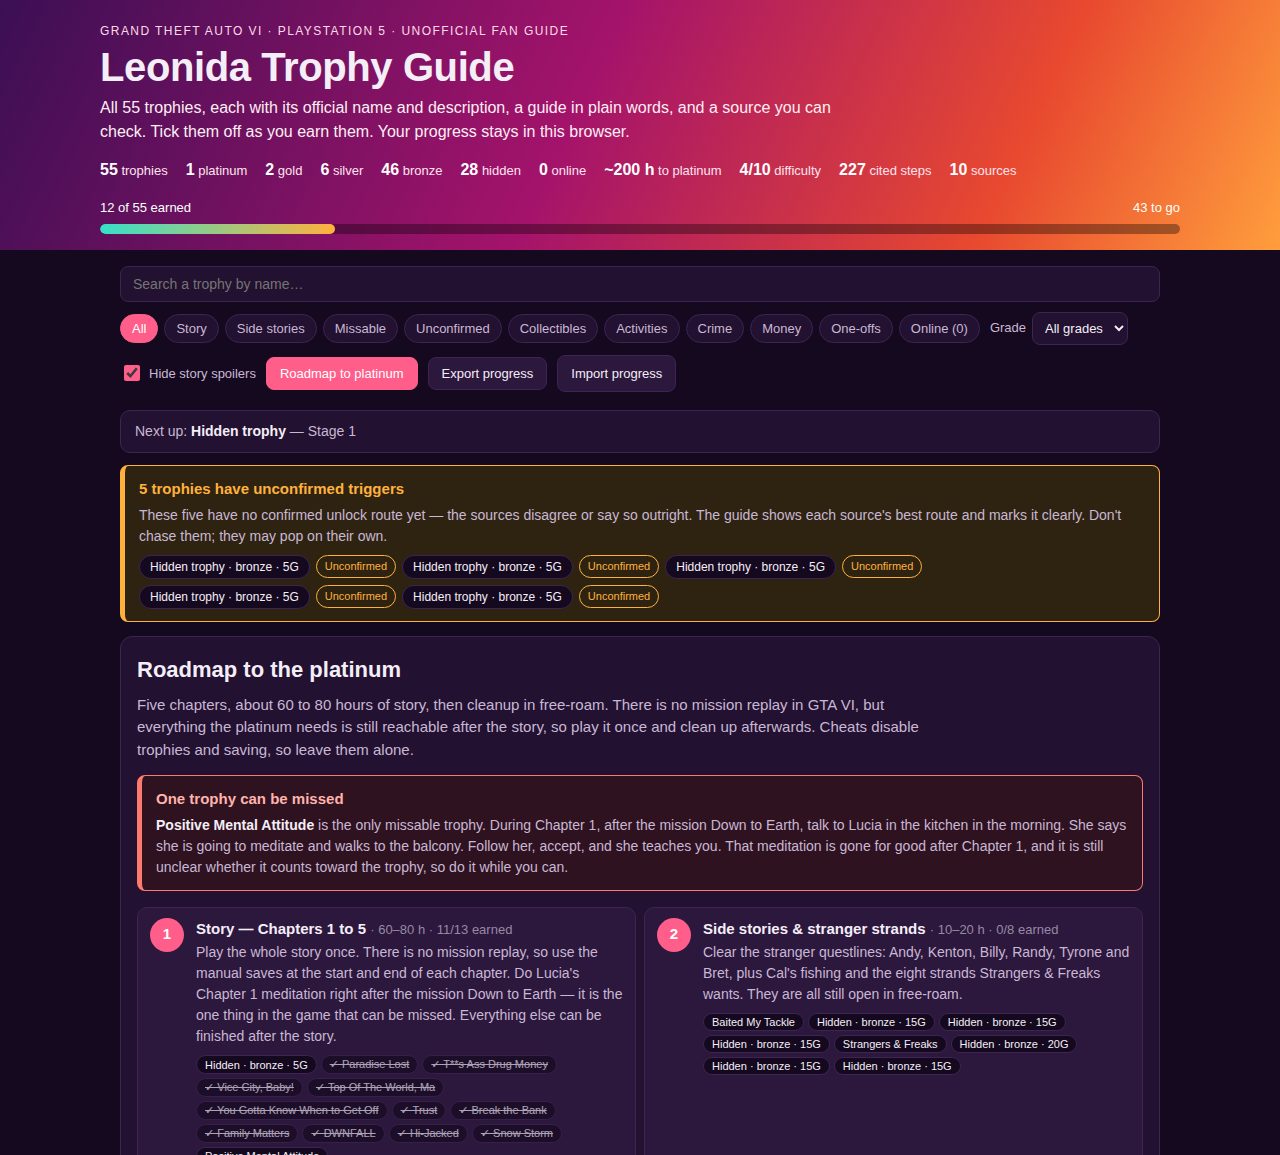 GRAND THEFT AUTO VI · PLAYSTATION 5 · UNOFFICIAL FAN GUIDE
Leonida Trophy Guide
All 55 trophies, each with its official name and description, a guide in plain words, and a source you can
check. Tick them off as you earn them. Your progress stays in this browser.
55 trophies 1 platinum 2 gold 6 silver 46 bronze 28 hidden 0 online ~200 h to platinum 4/10 difficulty 227 cited steps 10 sources
12 of 55 earned 43 to go
Search a trophy by name…
All Story Side stories Missable Unconfirmed Collectibles Activities Crime Money One-offs Online (0) Grade All grades
Hide story spoilers Roadmap to platinum Export progress Import progress
Next up: Hidden trophy — Stage 1
5 trophies have unconfirmed triggers
These five have no confirmed unlock route yet — the sources disagree or say so outright. The guide shows each source's best route and marks it clearly. Don't
chase them; they may pop on their own.
Hidden trophy · bronze · 5G Unconfirmed Hidden trophy · bronze · 5G Unconfirmed Hidden trophy · bronze · 5G Unconfirmed
Hidden trophy · bronze · 5G Unconfirmed Hidden trophy · bronze · 5G Unconfirmed
Roadmap to the platinum
Five chapters, about 60 to 80 hours of story, then cleanup in free-roam. There is no mission replay in GTA VI, but
everything the platinum needs is still reachable after the story, so play it once and clean up afterwards. Cheats disable
trophies and saving, so leave them alone.
One trophy can be missed
Positive Mental Attitude is the only missable trophy. During Chapter 1, after the mission Down to Earth, talk to Lucia in the kitchen in the morning. She says
she is going to meditate and walks to the balcony. Follow her, accept, and she teaches you. That meditation is gone for good after Chapter 1, and it is still
unclear whether it counts toward the trophy, so do it while you can.
1
Story — Chapters 1 to 5 · 60–80 h · 11/13 earned
Play the whole story once. There is no mission replay, so use the
manual saves at the start and end of each chapter. Do Lucia's
Chapter 1 meditation right after the mission Down to Earth — it is the
one thing in the game that can be missed. Everything else can be
finished after the story.
Hidden · bronze · 5G ✓ Paradise Lost ✓ T**s Ass Drug Money
✓ Vice City, Baby! ✓ Top Of The World, Ma
✓ You Gotta Know When to Get Off ✓ Trust ✓ Break the Bank
✓ Family Matters ✓ DWNFALL ✓ Hi-Jacked ✓ Snow Storm
Positive Mental Attitude
2
Side stories & stranger strands · 10–20 h · 0/8 earned
Clear the stranger questlines: Andy, Kenton, Billy, Randy, Tyrone and
Bret, plus Cal's fishing and the eight strands Strangers & Freaks
wants. They are all still open in free-roam.
Baited My Tackle Hidden · bronze · 15G Hidden · bronze · 15G
Hidden · bronze · 15G Strangers & Freaks Hidden · bronze · 20G
Hidden · bronze · 15G Hidden · bronze · 15G